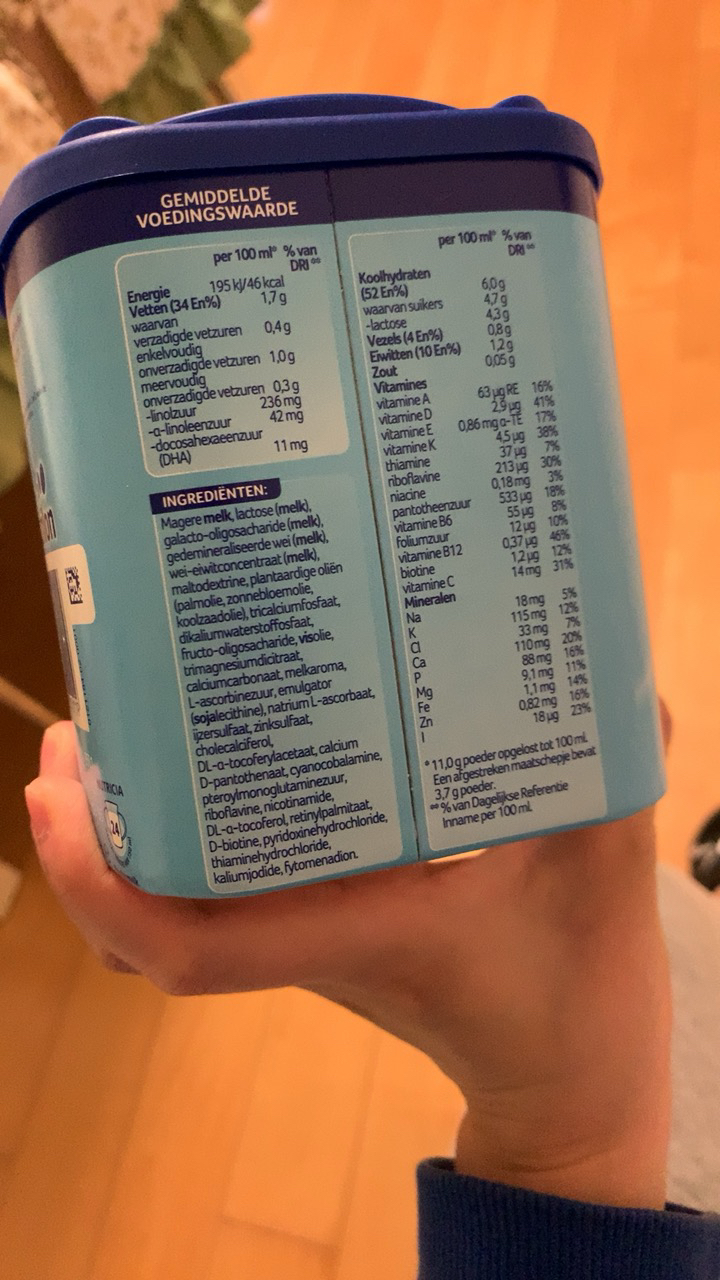 GEMIDDELDE
VOEDINGSWAARDE
per 100 ml° % van
DRI°°
Energie 195 kJ/46 kcal
Vetten (34 En%) 1,7 g
waarvan
verzadigde vetzuren 0,4 g
enkelvoudig
onverzadigde vetzuren 1,0 g
meervoudig
onverzadigde vetzuren 0,3 g
-linolzuur 236 mg
-α-linoleenzuur 42 mg
-docosahexaeenzuur
(DHA) 11 mg
INGREDIËNTEN:
Magere melk, lactose (melk),
galacto-oligosacharide (melk),
gedemineraliseerde wei (melk),
wei-eiwitconcentraat (melk),
maltodextrine, plantaardige oliën
(palmolie, zonnebloemolie,
koolzaadolie), tricalciumfosfaat,
dikaliumwaterstoffosfaat,
fructo-oligosacharide, visolie,
trimagnesiumdicitraat,
calciumcarbonaat, melkaroma,
L-ascorbinezuur, emulgator
(sojalecithine), natrium L-ascorbaat,
ijzersulfaat, zinksulfaat,
cholecalciferol,
DL-α-tocoferylacetaat, calcium
D-pantothenaat, cyanocobalamine,
pteroylmonoglutaminezuur,
riboflavine, nicotinamide,
DL-α-tocoferol, retinylpalmitaat,
D-biotine, pyridoxinehydrochloride,
thiaminehydrochloride,
kaliumjodide, fytomenadion.
per 100 ml° % van
DRI°°
Koolhydraten
(52 En%) 6,0 g
waarvan suikers 4,7 g
-lactose 4,3 g
Vezels (4 En%) 0,8 g
Eiwitten (10 En%) 1,2 g
Zout 0,05 g
Vitamines
vitamine A 63 µg RE 16%
vitamine D 2,9 µg 41%
vitamine E 0,86 mg α-TE 17%
vitamine K 4,5 µg 38%
thiamine 37 µg 7%
riboflavine 213 µg 30%
niacine 0,18 mg 3%
pantotheenzuur 533 µg 18%
vitamine B6 55 µg 8%
foliumzuur 12 µg 10%
vitamine B12 0,37 µg 46%
biotine 1,2 µg 12%
vitamine C 14 mg 31%
Mineralen
Na 18 mg 5%
K 115 mg 12%
Cl 33 mg 7%
Ca 110 mg 20%
P 88 mg 16%
Mg 9,1 mg 11%
Fe 1,1 mg 14%
Zn 0,82 mg 16%
I 18 µg 23%
° 11,0 g poeder opgelost tot 100 ml.
Een afgestreken maatschepje bevat
3,7 g poeder.
°° % van Dagelijkse Referentie
Inname per 100 ml.
24